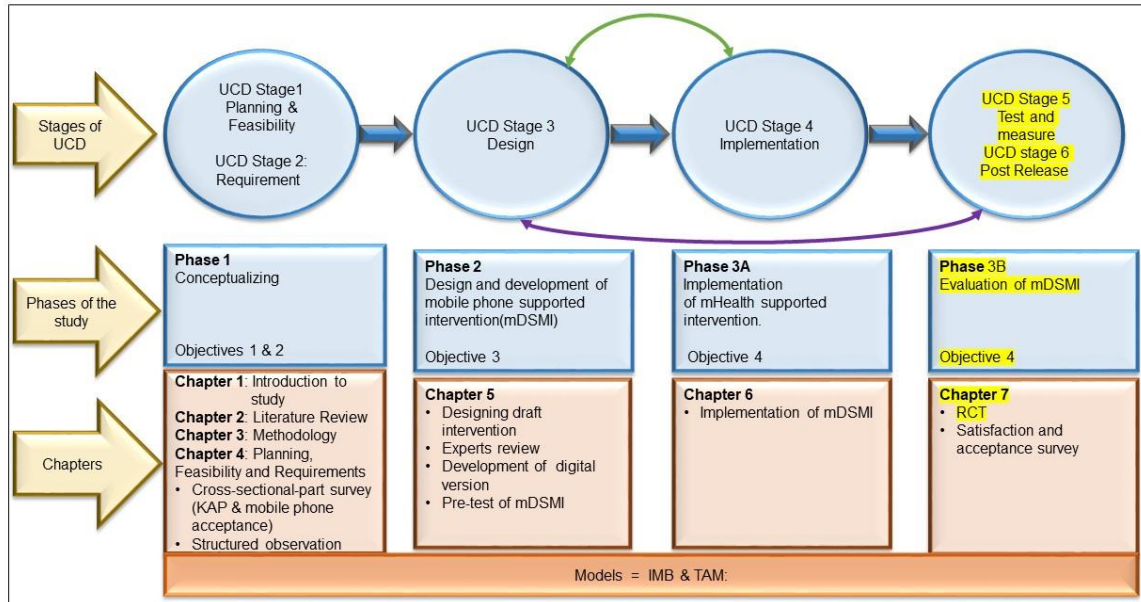 Stages of
UCD
UCD Stage1
Planning &
Feasibility
UCD Stage 2:
Requirement
UCD Stage 3
Design
UCD Stage 4
Implementation
UCD Stage 5
Test and
measure
UCD stage 6
Post Release
Phases of the
study
Phase 1
Conceptualizing
Objectives 1 & 2
Phase 2
Design and development of
mobile phone supported
intervention(mDSMI)
Objective 3
Phase 3A
Implementation
of mHealth supported
intervention.
Objective 4
Phase 3B
Evaluation of mDSMI
Objective 4
Chapters
Chapter 1: Introduction to
study
Chapter 2: Literature Review
Chapter 3: Methodology
Chapter 4: Planning,
Feasibility and Requirements
• Cross-sectional-part survey
(KAP & mobile phone
acceptance)
• Structured observation
Chapter 5
• Designing draft
intervention
• Experts review
• Development of digital
version
• Pre-test of mDSMI
Chapter 6
• Implementation of mDSMI
Chapter 7
• RCT
• Satisfaction and
acceptance survey
Models = IMB & TAM: